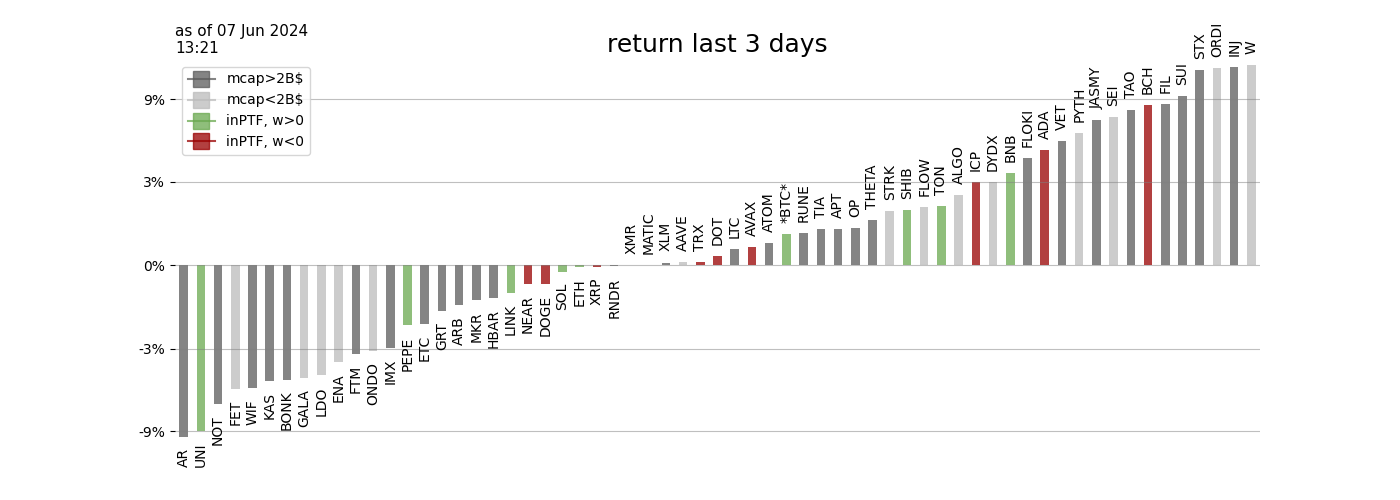 as of 07 Jun 2024
13:21
return last 3 days
mcap>2B$
mcap<2B$
inPTF, w>0
inPTF, w<0
9%
3%
0%
-3%
-9%
AR
UNI
NOT
FET
WIF
KAS
BONK
GALA
LDO
ENA
FTM
ONDO
IMX
PEPE
ETC
GRT
ARB
MKR
HBAR
LINK
NEAR
DOGE
SOL
ETH
XRP
RNDR
XMR
MATIC
XLM
AAVE
TRX
DOT
LTC
AVAX
ATOM
*BTC*
RUNE
TIA
APT
OP
THETA
STRK
SHIB
FLOW
TON
ALGO
ICP
DYDX
BNB
FLOKI
ADA
VET
PYTH
JASMY
SEI
TAO
BCH
FIL
SUI
STX
ORDI
INJ
W